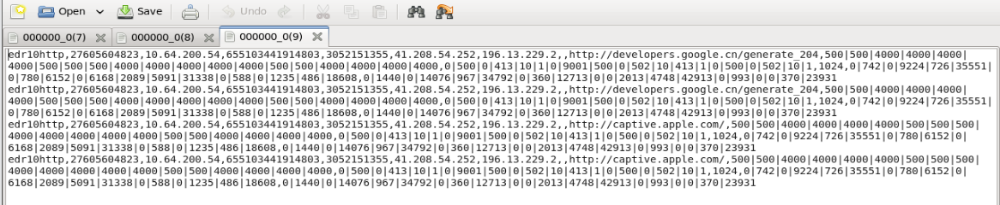 Open Save Undo
000000_0(7) 000000_0(8) 000000_0(9)
edr10http,27605604823,10.64.200.54,655103441914803,3052151355,41.208.54.252,196.13.229.2,,http://developers.google.cn/generate_204,500|500|4000|4000|4000|
4000|500|500|500|4000|4000|4000|4000|500|500|4000|4000|4000|4000|4000,0|500|0|413|10|1|0|9001|500|0|502|10|413|1|0|500|0|502|10|1,1024,0|742|0|9224|726|35551|
0|780|6152|0|6168|2089|5091|31338|0|588|0|1235|486|18608,0|1440|0|14076|967|34792|0|360|12713|0|0|2013|4748|42913|0|993|0|0|370|23931
edr10http,27605604823,10.64.200.54,655103441914803,3052151355,41.208.54.252,196.13.229.2,,http://developers.google.cn/generate_204,500|500|4000|4000|4000|
4000|500|500|500|4000|4000|4000|4000|500|500|4000|4000|4000|4000|4000,0|500|0|413|10|1|0|9001|500|0|502|10|413|1|0|500|0|502|10|1,1024,0|742|0|9224|726|35551|
0|780|6152|0|6168|2089|5091|31338|0|588|0|1235|486|18608,0|1440|0|14076|967|34792|0|360|12713|0|0|2013|4748|42913|0|993|0|0|370|23931
edr10http,27605604823,10.64.200.54,655103441914803,3052151355,41.208.54.252,196.13.229.2,,http://captive.apple.com/,500|500|4000|4000|4000|4000|500|500|500|
4000|4000|4000|4000|500|500|4000|4000|4000|4000|4000,0|500|0|413|10|1|0|9001|500|0|502|10|413|1|0|500|0|502|10|1,1024,0|742|0|9224|726|35551|0|780|6152|0|
6168|2089|5091|31338|0|588|0|1235|486|18608,0|1440|0|14076|967|34792|0|360|12713|0|0|2013|4748|42913|0|993|0|0|370|23931
edr10http,27605604823,10.64.200.54,655103441914803,3052151355,41.208.54.252,196.13.229.2,,http://captive.apple.com/,500|500|4000|4000|4000|4000|500|500|500|
4000|4000|4000|4000|500|500|4000|4000|4000|4000|4000,0|500|0|413|10|1|0|9001|500|0|502|10|413|1|0|500|0|502|10|1,1024,0|742|0|9224|726|35551|0|780|6152|0|
6168|2089|5091|31338|0|588|0|1235|486|18608,0|1440|0|14076|967|34792|0|360|12713|0|0|2013|4748|42913|0|993|0|0|370|23931